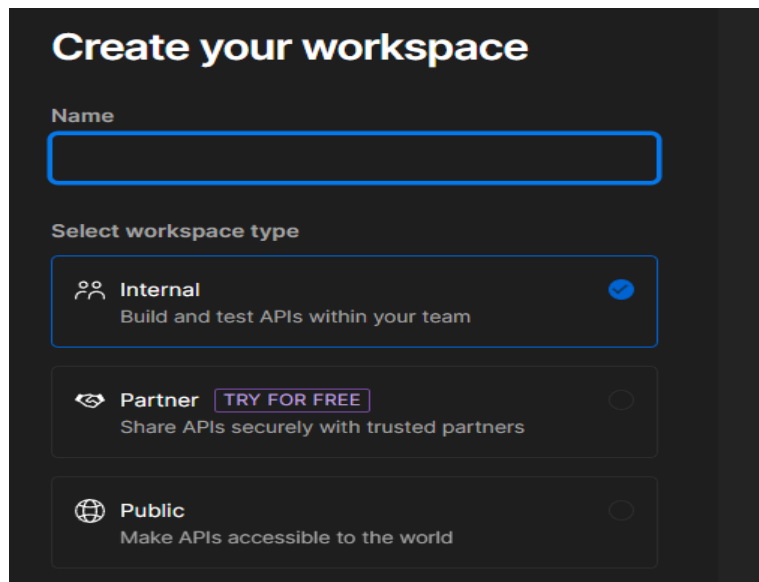 Create your workspace
Name
Select workspace type
Internal
Build and test APIs within your team
Partner TRY FOR FREE
Share APIs securely with trusted partners
Public
Make APIs accessible to the world